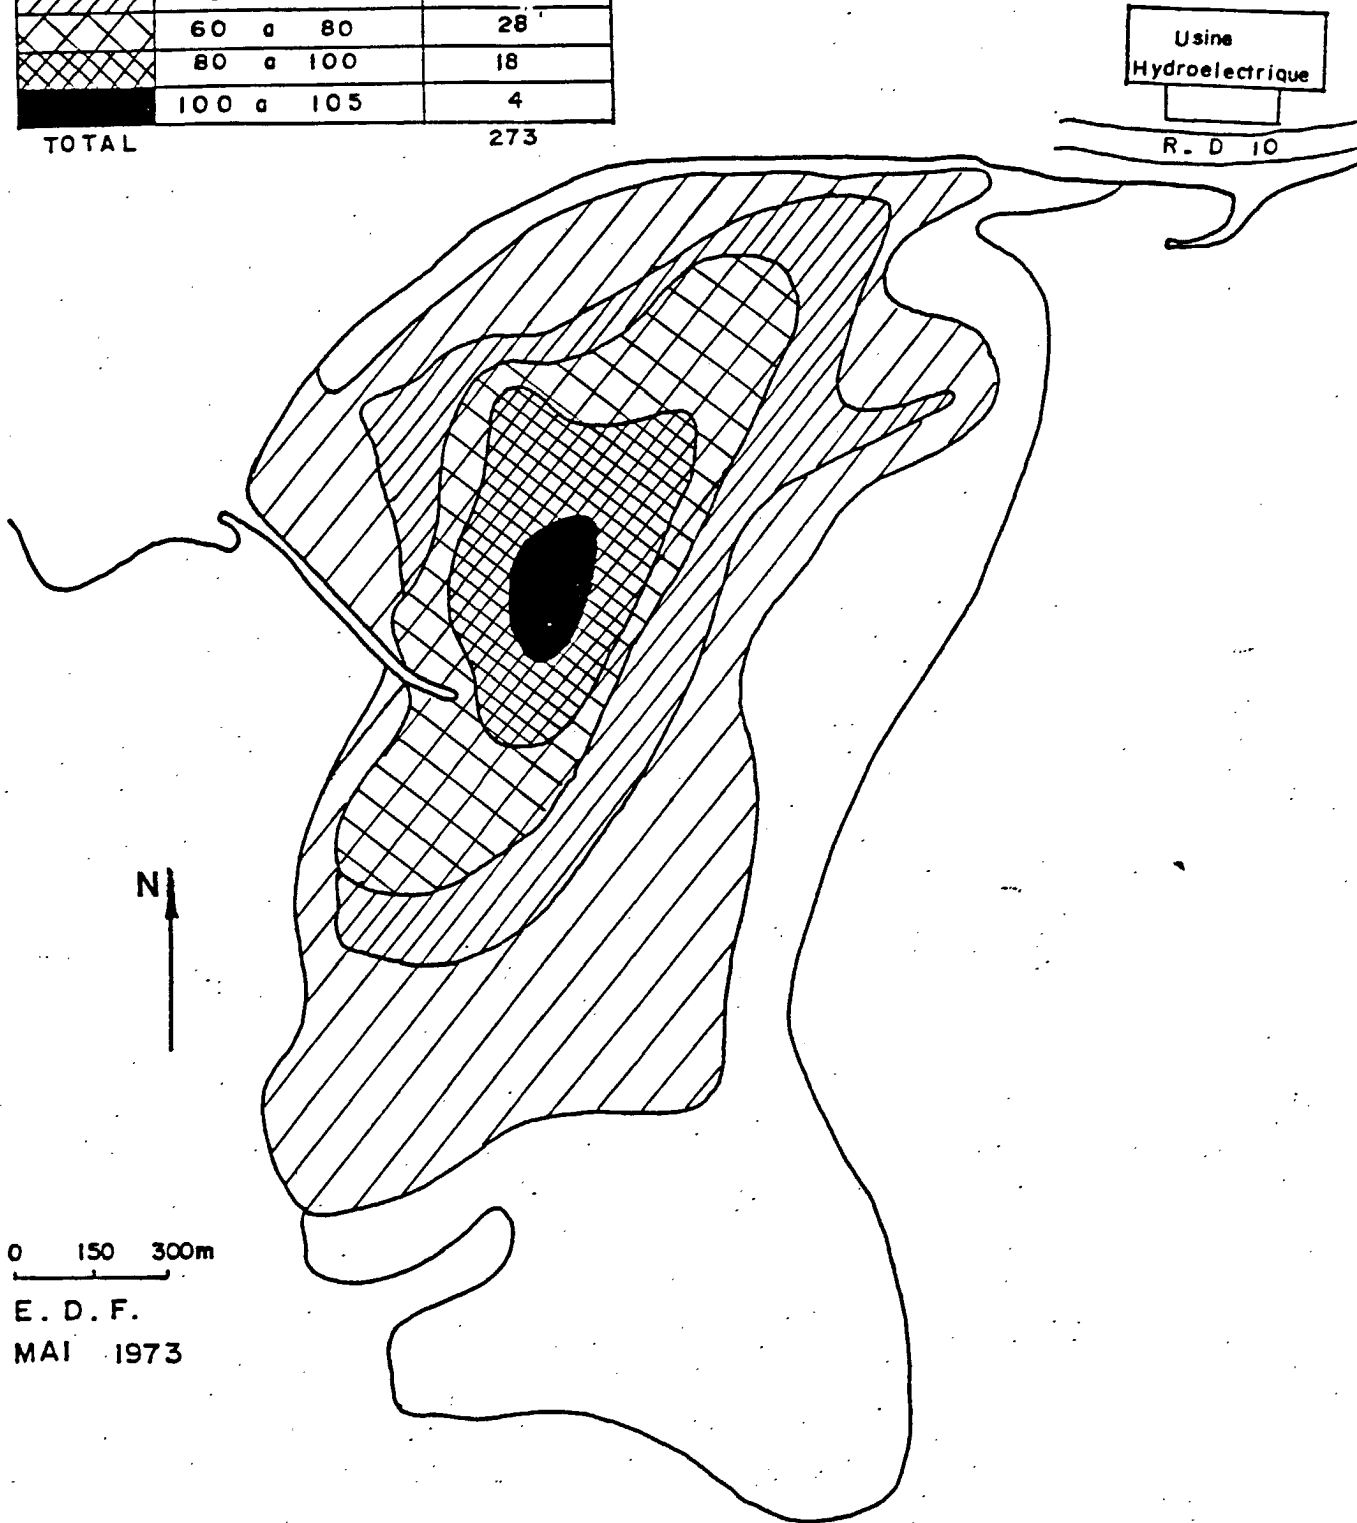 60 a 80 28
80 a 100 18
100 a 105 4
TOTAL 273
Usine
Hydroelectrique
R. D 10
N
0 150 300m
E. D. F.
MAI 1973